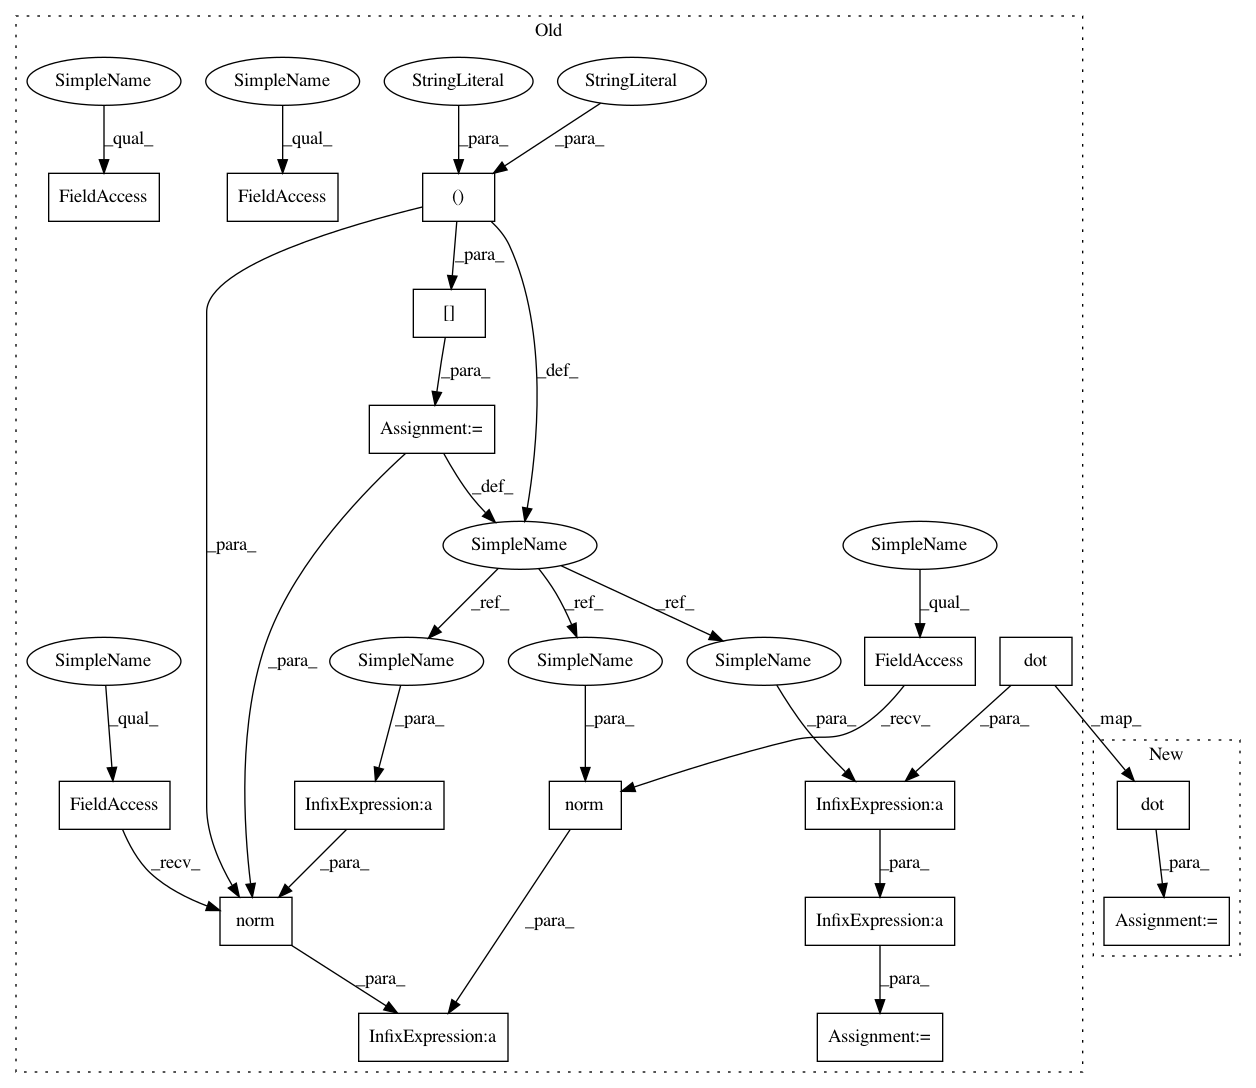 Old
SimpleName
SimpleName
StringLiteral
StringLiteral
_qual_
_qual_
_para_
_para_
FieldAccess
FieldAccess
()
_para_
[]
_para_
_def_
Assignment:=
_def_
_para_
SimpleName
SimpleName
_ref_
_ref_
_ref_
_qual_
SimpleName
_para_
SimpleName
SimpleName
SimpleName
FieldAccess
dot
_qual_
_para_
_para_
_para_
_recv_
_para_
_map_
New
FieldAccess
InfixExpression:a
norm
InfixExpression:a
dot
_recv_
_para_
_para_
_para_
norm
_para_
InfixExpression:a
Assignment:=
_para_
_para_
InfixExpression:a
Assignment:=